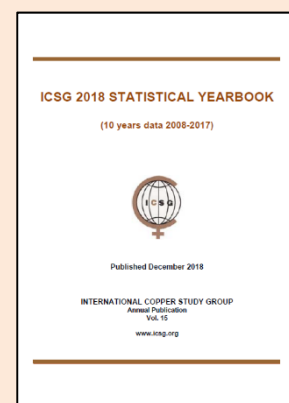 ICSG 2018 STATISTICAL YEARBOOK
(10 years data 2008-2017)
ICSG
Published December 2018
INTERNATIONAL COPPER STUDY GROUP
Annual Publication
Vol. 15
www.icsg.org